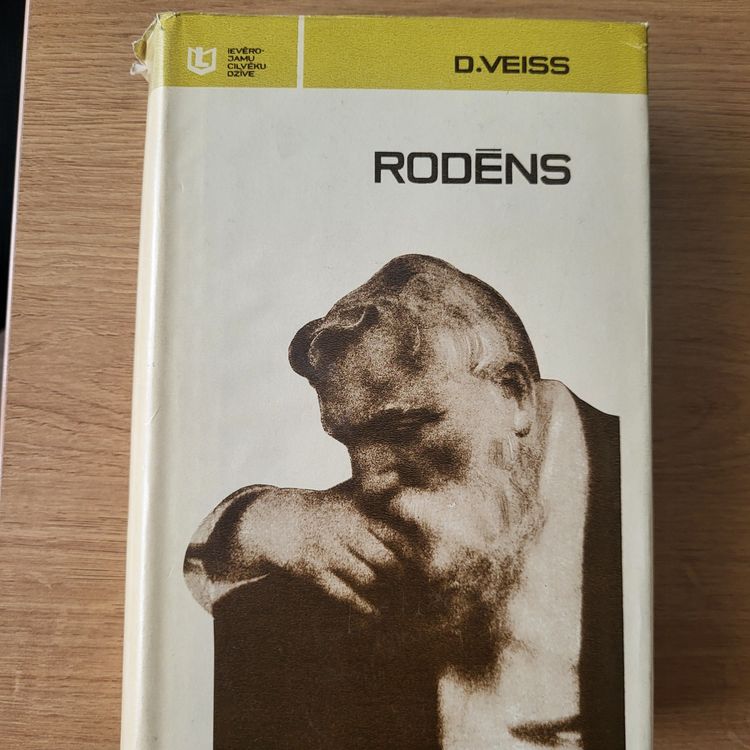 IEVĒRO-
JAMU
CILVĒKU
DZĪVE
D.VEISS
RODĒNS